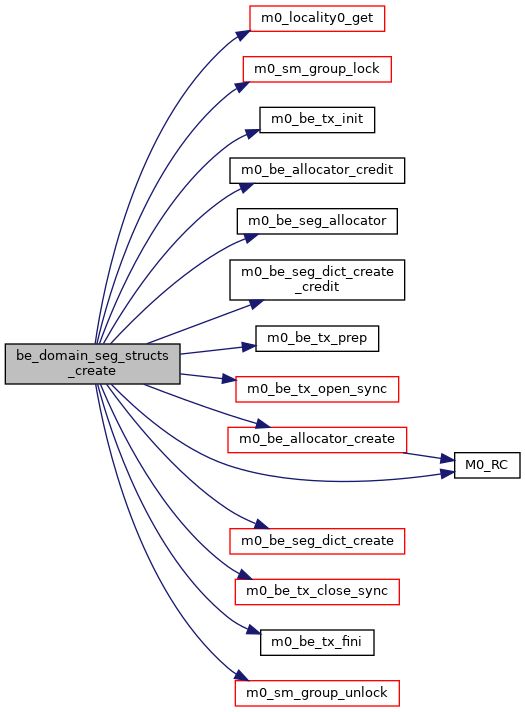 m0_locality0_get
m0_sm_group_lock
m0_be_tx_init
m0_be_allocator_credit
m0_be_seg_allocator
m0_be_seg_dict_create
_credit
m0_be_tx_prep
be_domain_seg_structs
_create
m0_be_tx_open_sync
m0_be_allocator_create
M0_RC
m0_be_seg_dict_create
m0_be_tx_close_sync
m0_be_tx_fini
m0_sm_group_unlock